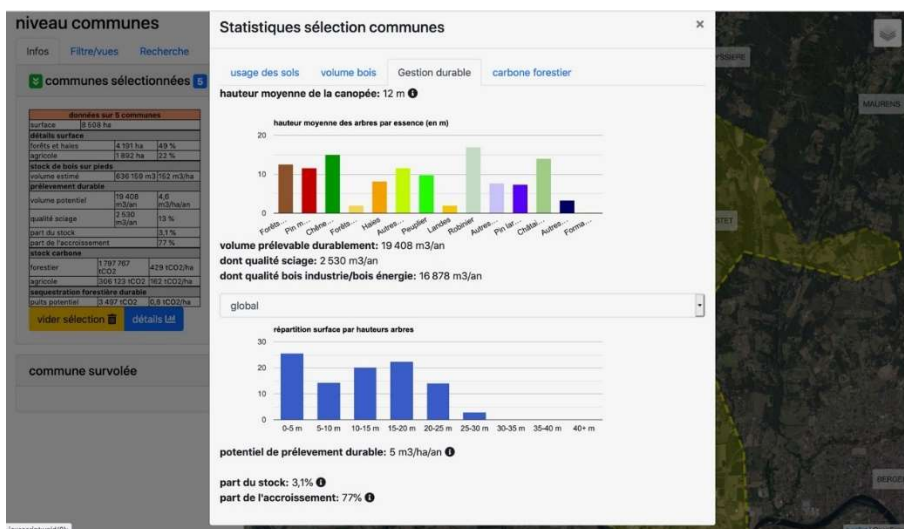 niveau communes
Infos Filtre/vues Recherche
communes sélectionnées 5
données sur 5 communes
surface 8 508 ha
détails surface
forêts et haies 4 191 ha 49 %
agricole 1 892 ha 22 %
stock de bois sur pieds
volume estimé 636 159 m3 152 m3/ha
prélevement durable
volume potentiel 19 408 m3/an 4,6 m3/ha/an
qualité sciage 2 530 m3/an 13 %
part du stock 3,1%
part de l'accroissement 77 %
stock carbone
forestier 1 797 767 tCO2 429 tCO2/ha
agricole 306 123 tCO2 162 tCO2/ha
sequestration forestière durable
puits potentiel 3 497 tCO2 0,8 tCO2/ha
vider sélection détails
commune survolée
Statistiques sélection communes ×
usage des sols volume bois Gestion durable carbone forestier
hauteur moyenne de la canopée: 12 m
hauteur moyenne des arbres par essence (en m)
20
10
0
Forêts… Pin m… Chêne… Forêts… Haies Autres… Peuplier Landes Robinier Autres… Pin lar… Châtai… Autres… Forma…
volume prélevable durablement: 19 408 m3/an
dont qualité sciage: 2 530 m3/an
dont qualité bois industrie/bois énergie: 16 878 m3/an
global
répartition surface par hauteurs arbres
30
20
10
0
0-5 m 5-10 m 10-15 m 15-20 m 20-25 m 25-30 m 30-35 m 35-40 m 40+ m
potentiel de prélevement durable: 5 m3/ha/an
part du stock: 3,1%
part de l'accroissement: 77%
MAURENS